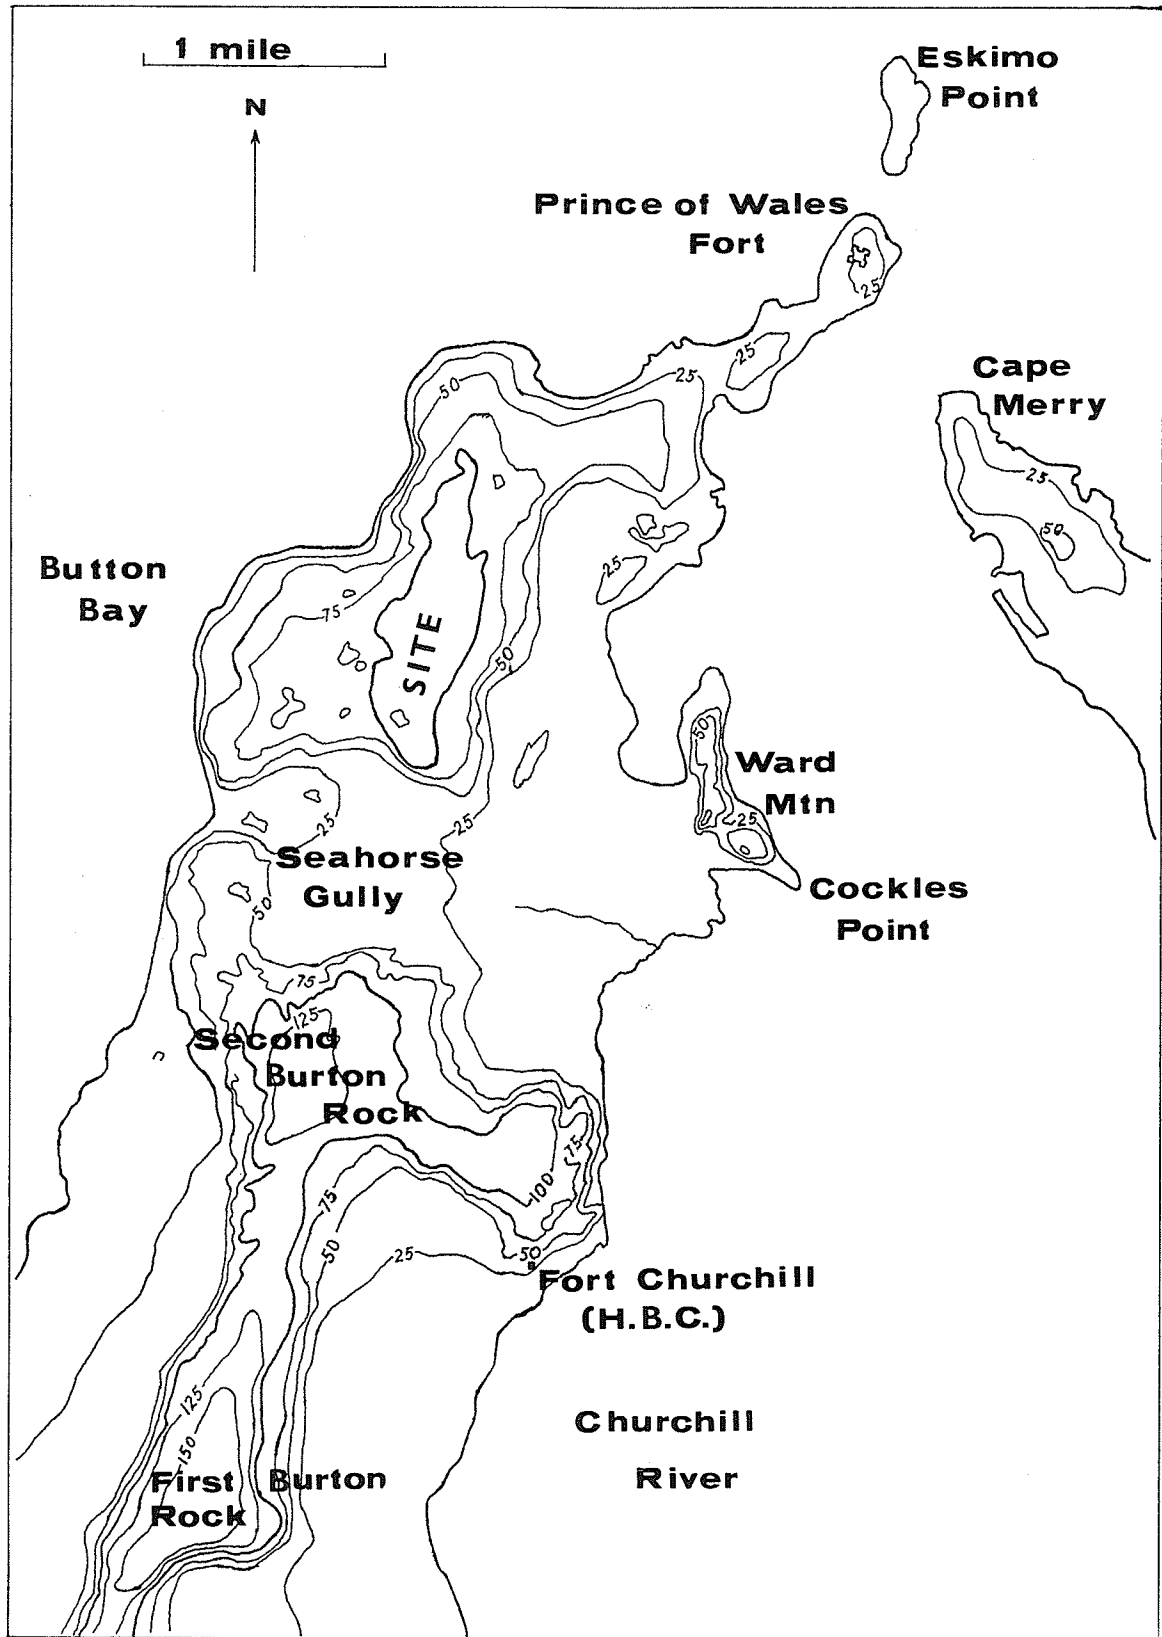 1 mile
N
Eskimo
Point
Prince of Wales
Fort
25
25
25
Cape
Merry
50
25
50
25
Button
Bay
75
SITE
50
50
Ward
Mtn
25
25
25
Seahorse
Gully
50
Cockles
Point
75
125
Second
Burton
Rock
75
100
75
50
25
50
Fort Churchill
(H.B.C.)
125
150
Churchill
River
First Burton
Rock